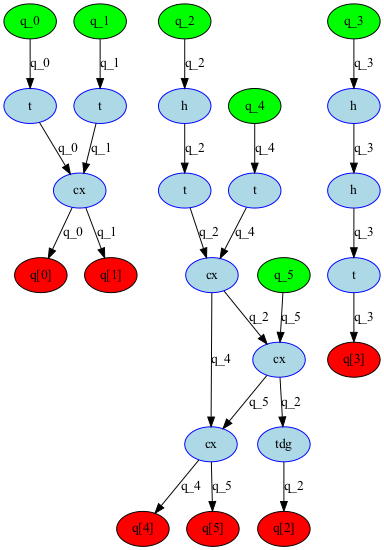 q_0 q_1 q_2 q_3
q_0 q_1 q_2 q_3
t t h q_4 h
q_0 q_1 q_2 q_4 q_3
cx t t h
q_0 q_1 q_2 q_4 q_3
q[0] q[1] cx q_5 t
q_2 q_5 q_3
q_4 cx q[3]
q_5 q_2
cx tdg
q_4 q_5 q_2
q[4] q[5] q[2]